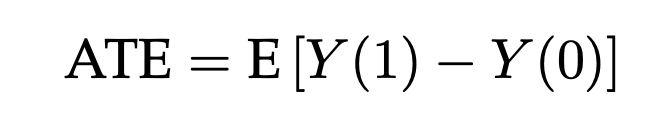 ATE = E [Y(1) − Y(0)]